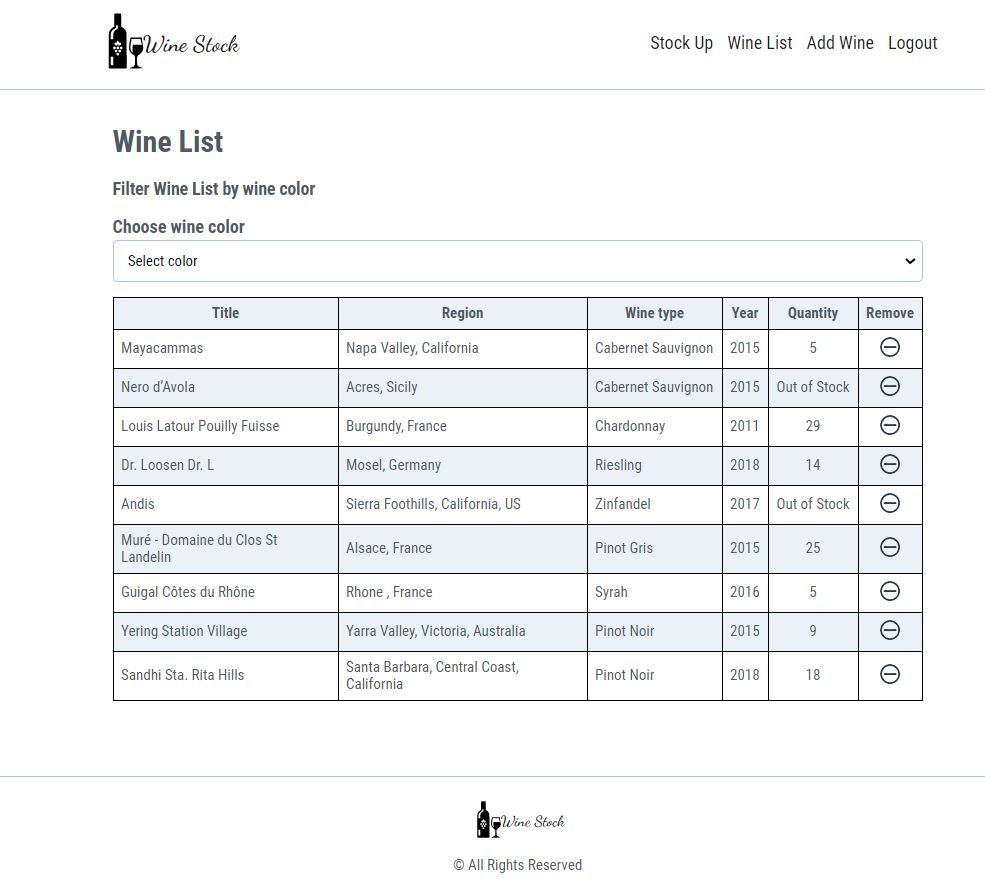 Wine Stock
Stock Up Wine List Add Wine Logout
Wine List
Filter Wine List by wine color
Choose wine color
Select color
Title Region Wine type Year Quantity Remove
Mayacammas Napa Valley, California Cabernet Sauvignon 2015 5
Nero d’Avola Acres, Sicily Cabernet Sauvignon 2015 Out of Stock
Louis Latour Pouilly Fuisse Burgundy, France Chardonnay 2011 29
Dr. Loosen Dr. L Mosel, Germany Riesling 2018 14
Andis Sierra Foothills, California, US Zinfandel 2017 Out of Stock
Muré - Domaine du Clos St
Landelin Alsace, France Pinot Gris 2015 25
Guigal Côtes du Rhône Rhone , France Syrah 2016 5
Yering Station Village Yarra Valley, Victoria, Australia Pinot Noir 2015 9
Sandhi Sta. Rita Hills Santa Barbara, Central Coast,
California Pinot Noir 2018 18
Wine Stock
© All Rights Reserved